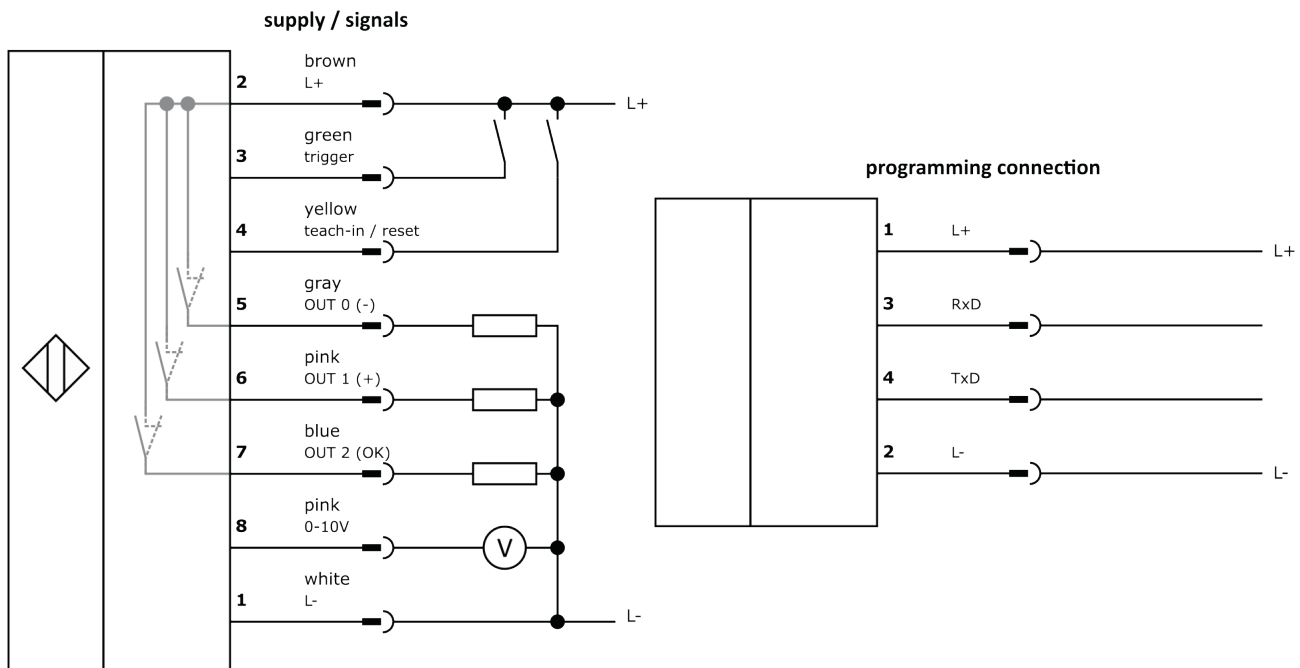 supply / signals
brown
2 L+
L+
green
3 trigger
yellow
4 teach-in / reset
gray
5 OUT 0 (-)
pink
6 OUT 1 (+)
blue
7 OUT 2 (OK)
pink
8 0-10V
V
white
1 L-
L-
programming connection
1 L+
L+
3 RxD
4 TxD
2 L-
L-